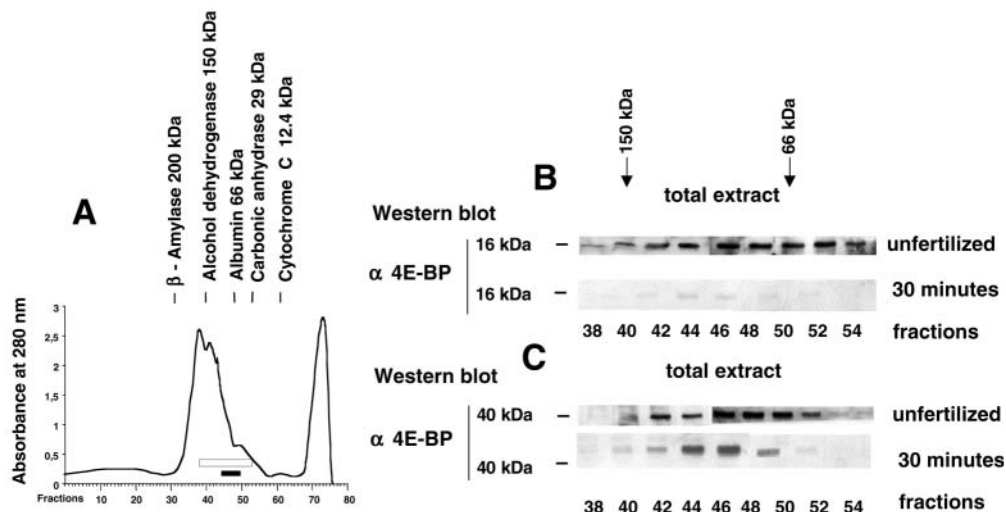 A
β - Amylase 200 kDa
Alcohol dehydrogenase 150 kDa
Albumin 66 kDa
Carbonic anhydrase 29 kDa
Cytochrome C 12.4 kDa
Absorbance at 280 nm
3
2,5
2
1,5
1
0,5
0
Fractions 10 20 30 40 50 60 70 80
150 kDa
66 kDa
B
total extract
Western blot
α 4E-BP
16 kDa
unfertilized
16 kDa
30 minutes
38 40 42 44 46 48 50 52 54 fractions
C
total extract
Western blot
α 4E-BP
40 kDa
unfertilized
40 kDa
30 minutes
38 40 42 44 46 48 50 52 54 fractions